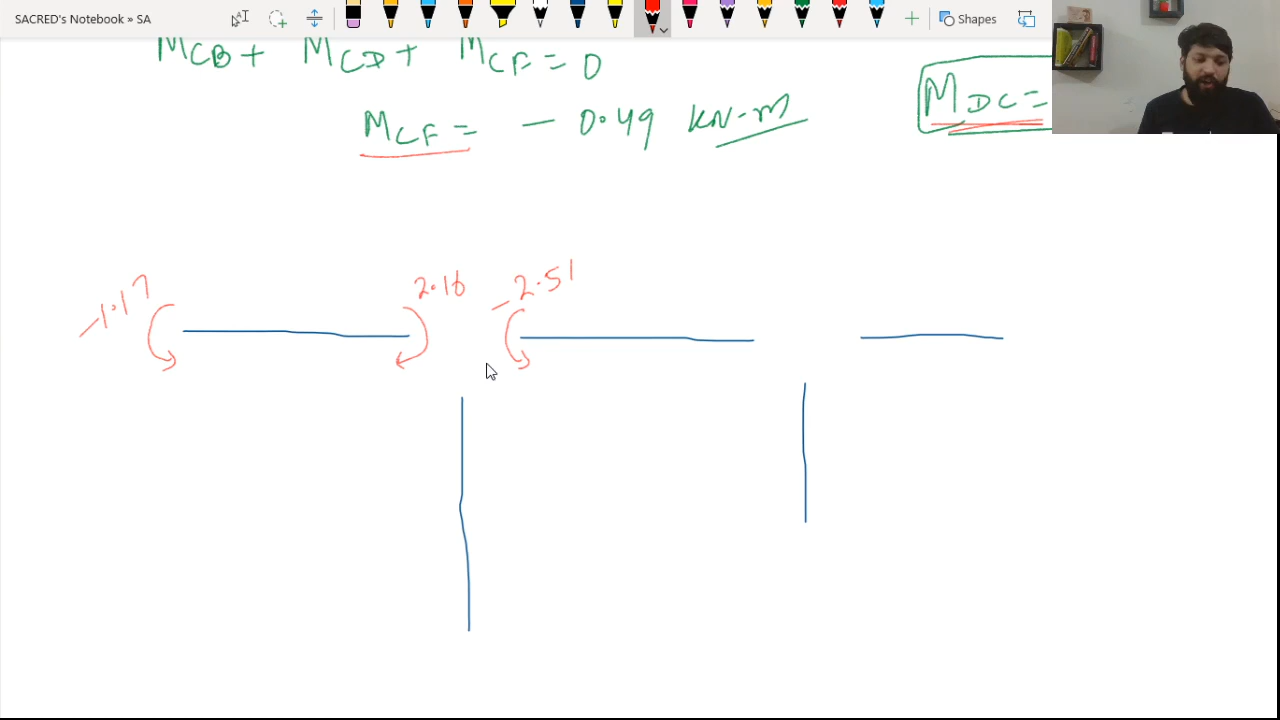 SACRED's Notebook » SA
Shapes
MCB + MCD + MCF = 0
MCF = - 0.49 kN-m
MDC =
-1.17
2.16
-2.51